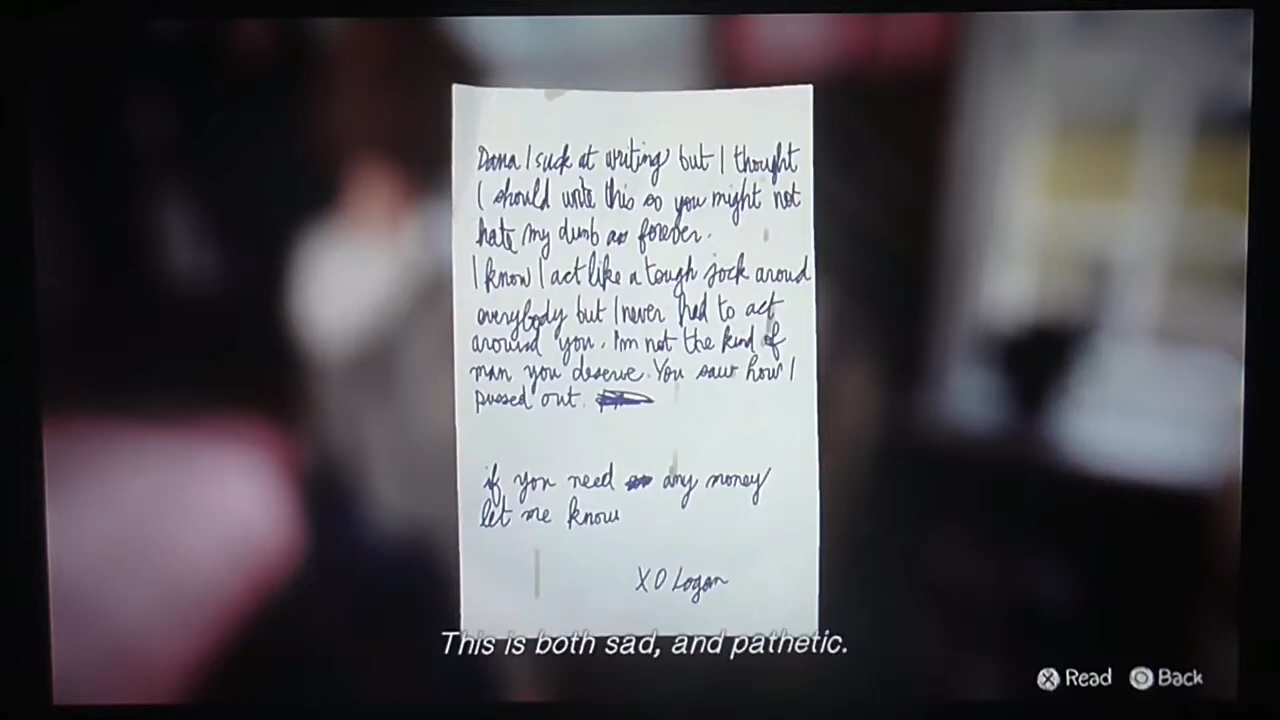 Dana I suck at writing but I thought
I should write this so you might not
hate my dumb as forever.
I know I act like a tough jock aroud
everybody but I never had to act
around you. I'm not the kind of
man you deserve. You saw how I
pussed out.
if you need any money
let me know
XO Logan
This is both sad, and pathetic.
Read Back